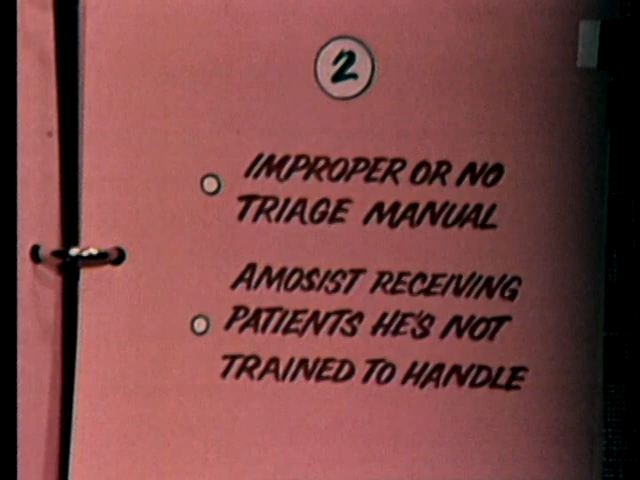 2
IMPROPER OR NO
TRIAGE MANUAL
AMOSIST RECEIVING
PATIENTS HE'S NOT
TRAINED TO HANDLE